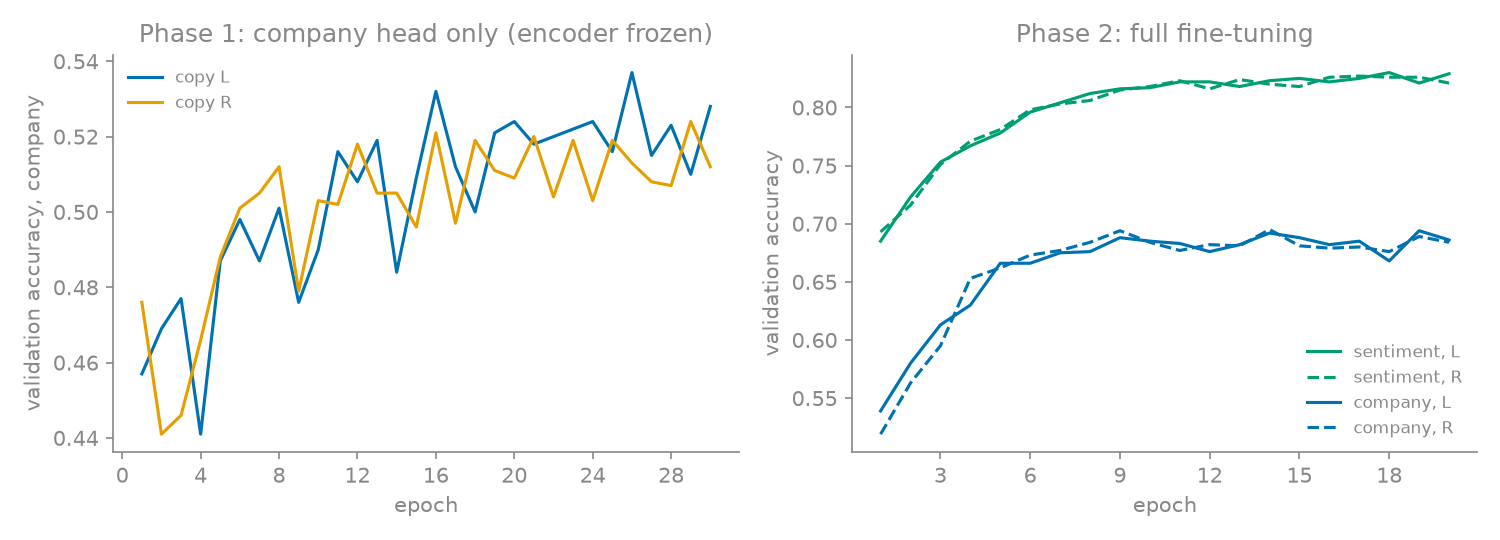 Phase 1: company head only (encoder frozen)
validation accuracy, company
0.54
0.52
0.50
0.48
0.46
0.44
copy L
copy R
0
4
8
12
16
20
24
28
epoch
Phase 2: full fine-tuning
validation accuracy
0.80
0.75
0.70
0.65
0.60
0.55
sentiment, L
sentiment, R
company, L
company, R
3
6
9
12
15
18
epoch